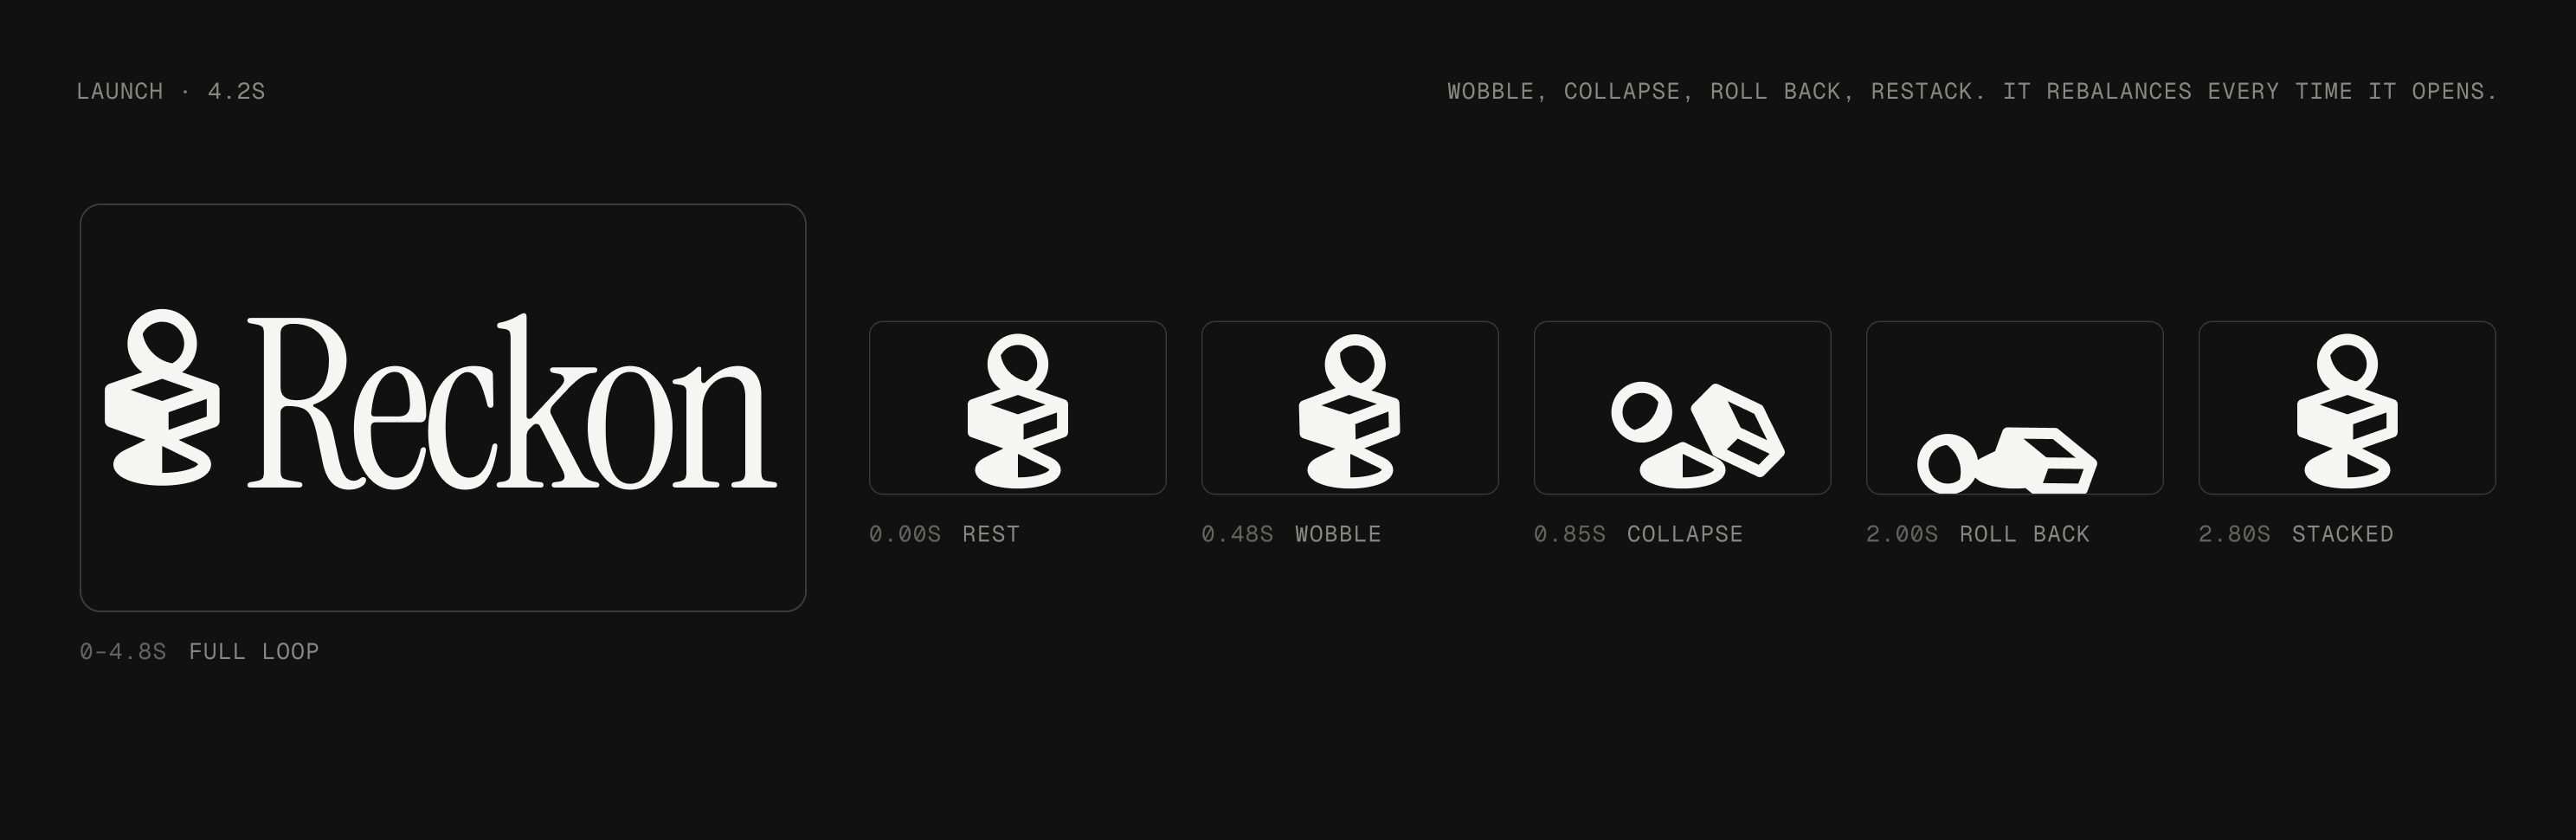 LAUNCH · 4.2S
WOBBLE, COLLAPSE, ROLL BACK, RESTACK. IT REBALANCES EVERY TIME IT OPENS.
Reckon
0–4.8S FULL LOOP
0.00S REST
0.48S WOBBLE
0.85S COLLAPSE
2.00S ROLL BACK
2.80S STACKED